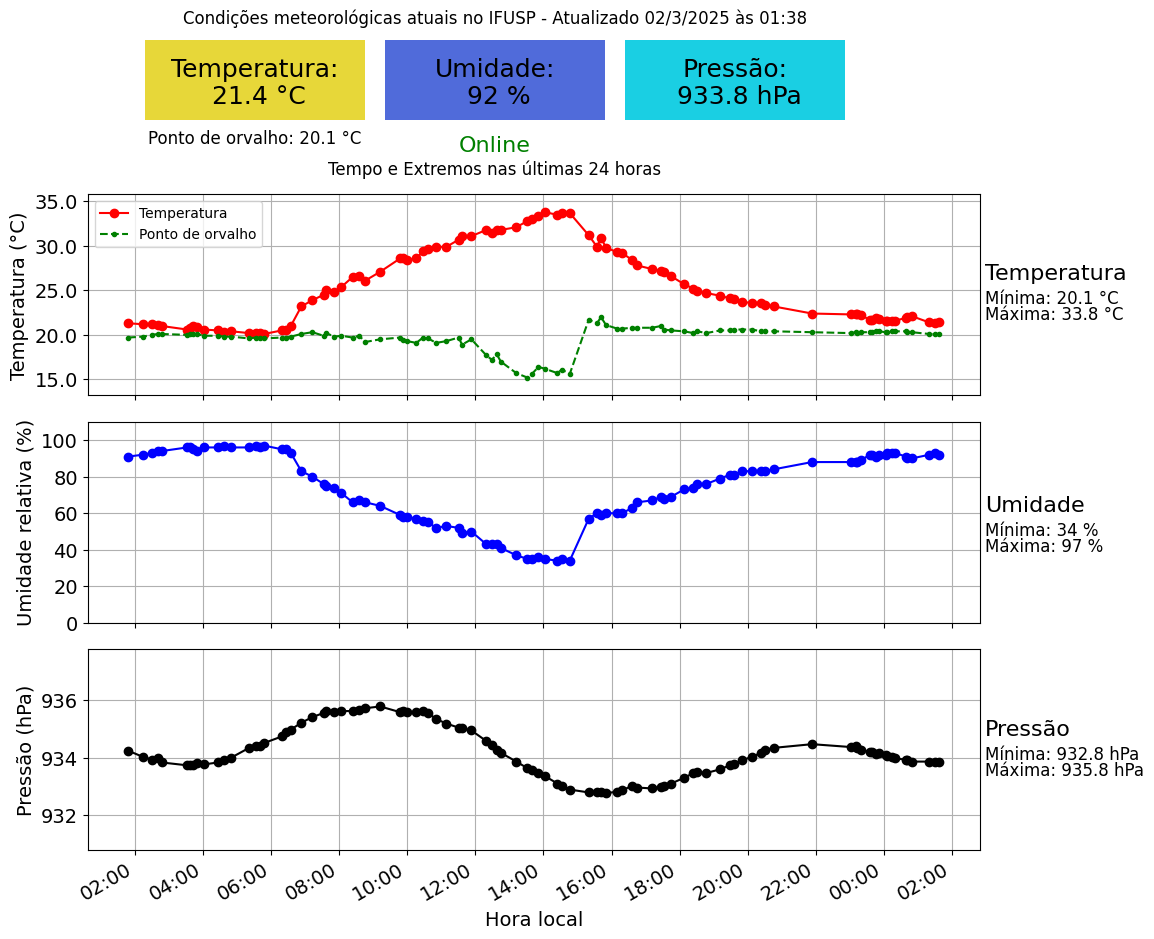 Condições meteorológicas atuais no IFUSP - Atualizado 02/3/2025 às 01:38
Temperatura:
21.4 °C
Umidade:
92 %
Pressão:
933.8 hPa
Ponto de orvalho: 20.1 °C
Online
Tempo e Extremos nas últimas 24 horas
Temperatura (°C)
35.0
30.0
25.0
20.0
15.0
Temperatura
Ponto de orvalho
Temperatura
Mínima: 20.1 °C
Máxima: 33.8 °C
Umidade relativa (%)
100
80
60
40
20
0
Umidade
Mínima: 34 %
Máxima: 97 %
Pressão (hPa)
936
934
932
Pressão
Mínima: 932.8 hPa
Máxima: 935.8 hPa
02:00 04:00 06:00 08:00 10:00 12:00 14:00 16:00 18:00 20:00 22:00 00:00 02:00
Hora local